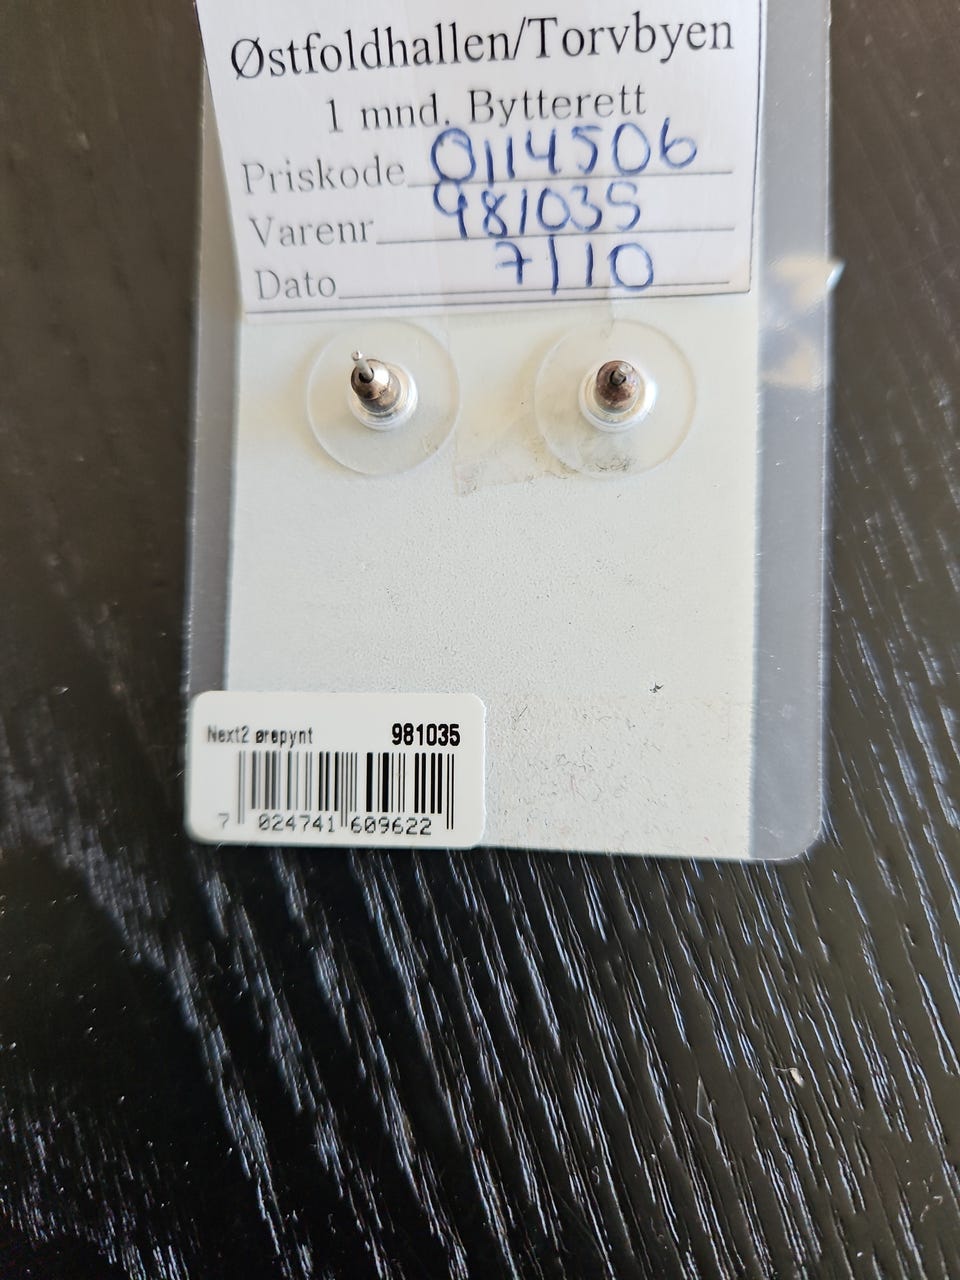 Østfoldhallen/Torvbyen
1 mnd. Bytterett
Priskode 0114506
Varenr 981035
Dato 7/10
Next2 ørepynt 981035
7 024741 609622